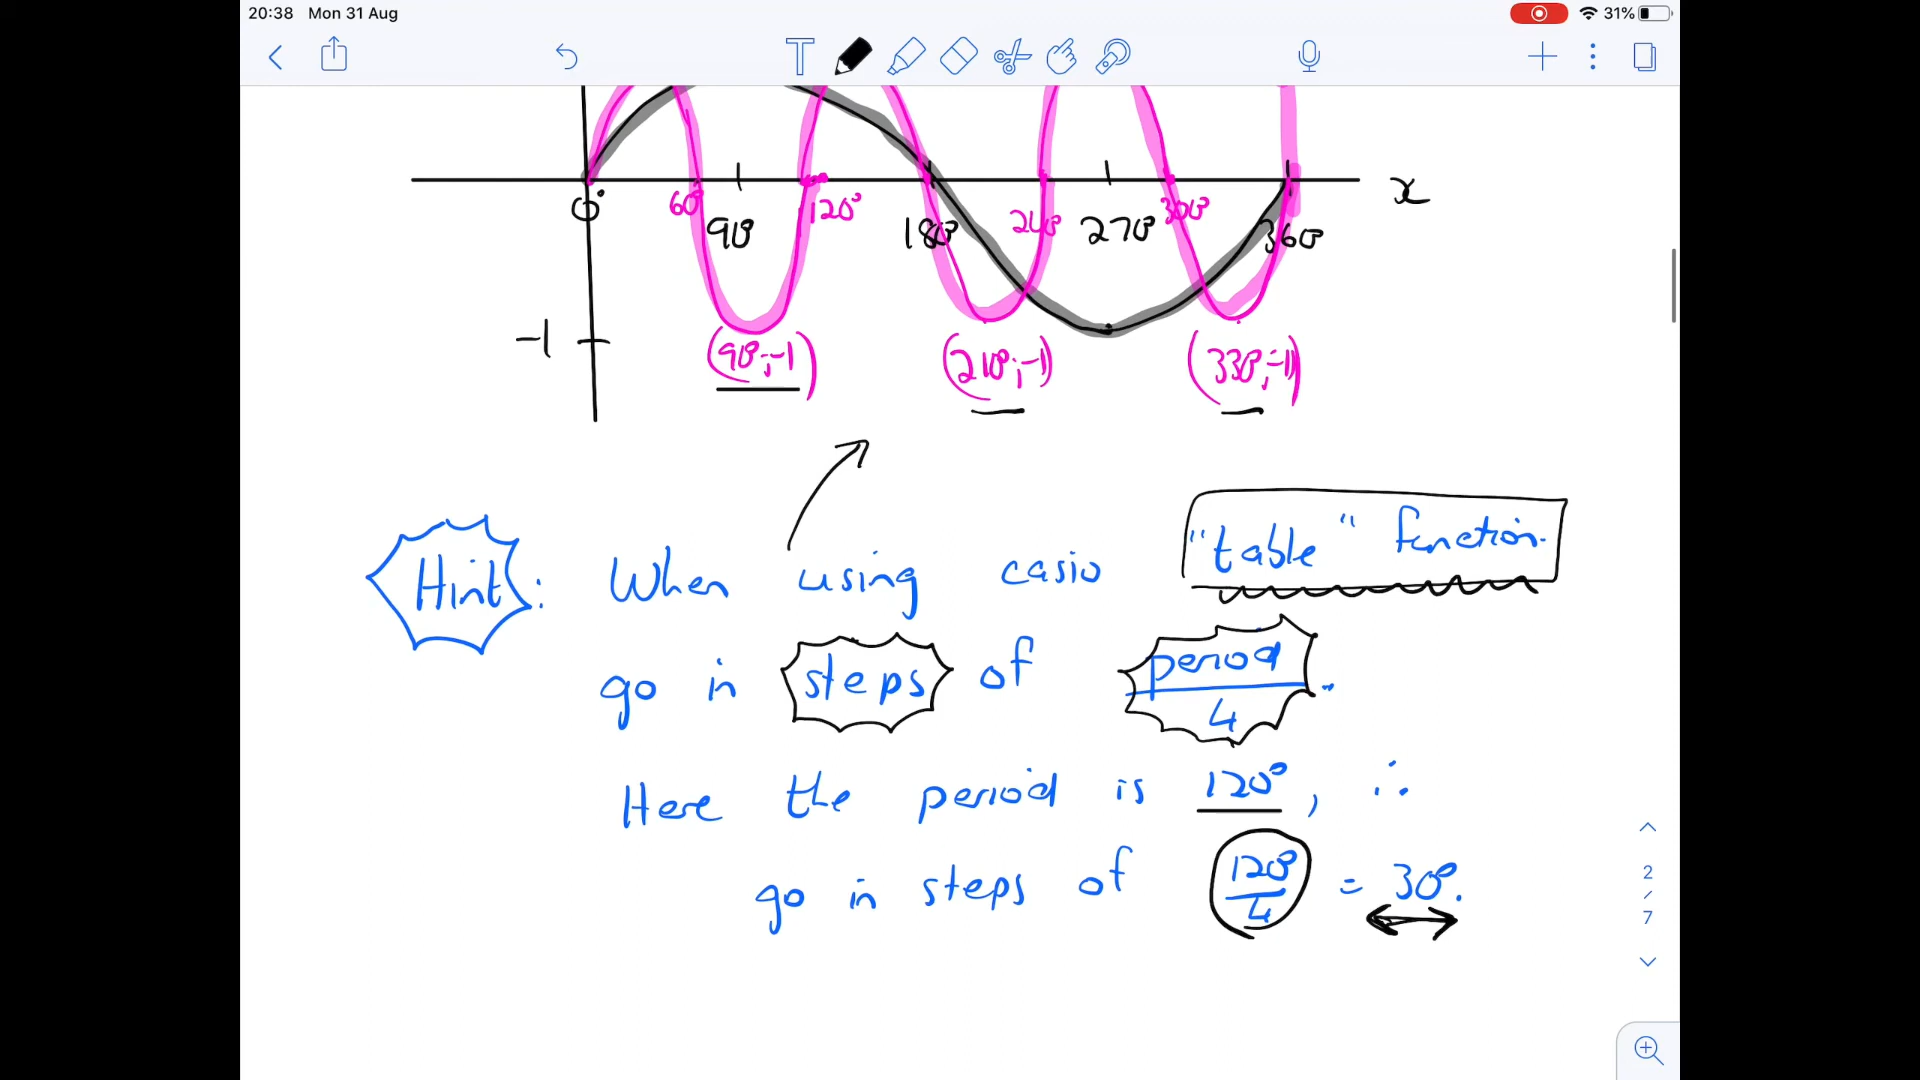 20:38 Mon 31 Aug 31%
T
x
0° 60° 90° 120° 180° 240° 270° 300° 360°
-1
(90°;-1) (210°;-1) (330°;-1)
Hint: When using casio "table" function.
go in steps of period/4.
Here the period is 120°, ∴
go in steps of 120°/4 = 30°.
2
/
7